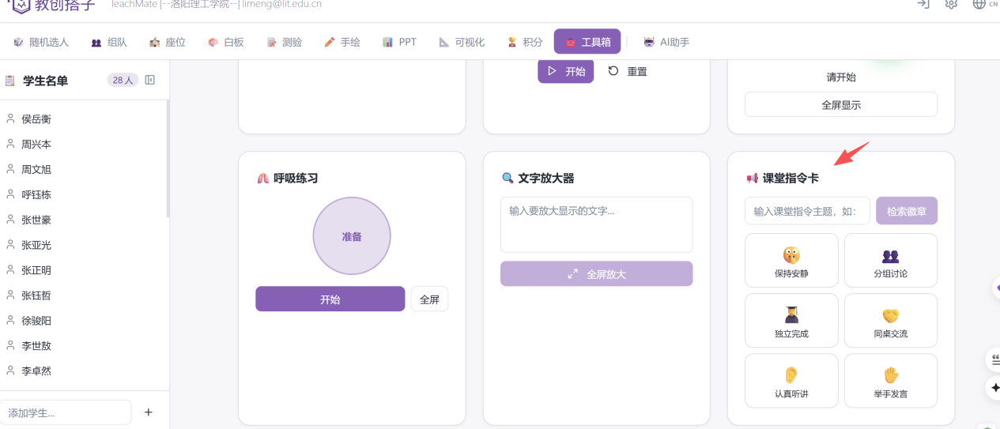 教创搭子
TeachMate |--洛阳理工学院--| limeng@lit.edu.cn
CN
随机选人
组队
座位
白板
测验
手绘
PPT
可视化
积分
工具箱
AI助手
学生名单
28 人
侯岳衡
周兴本
周文旭
呼钰栋
张世豪
张亚光
张正明
张钰哲
徐骏阳
李世敖
李卓然
添加学生...
+
开始
重置
请开始
全屏显示
呼吸练习
准备
开始
全屏
文字放大器
输入要放大显示的文字...
全屏放大
课堂指令卡
输入课堂指令主题，如：
检索徽章
保持安静
分组讨论
独立完成
同桌交流
认真听讲
举手发言